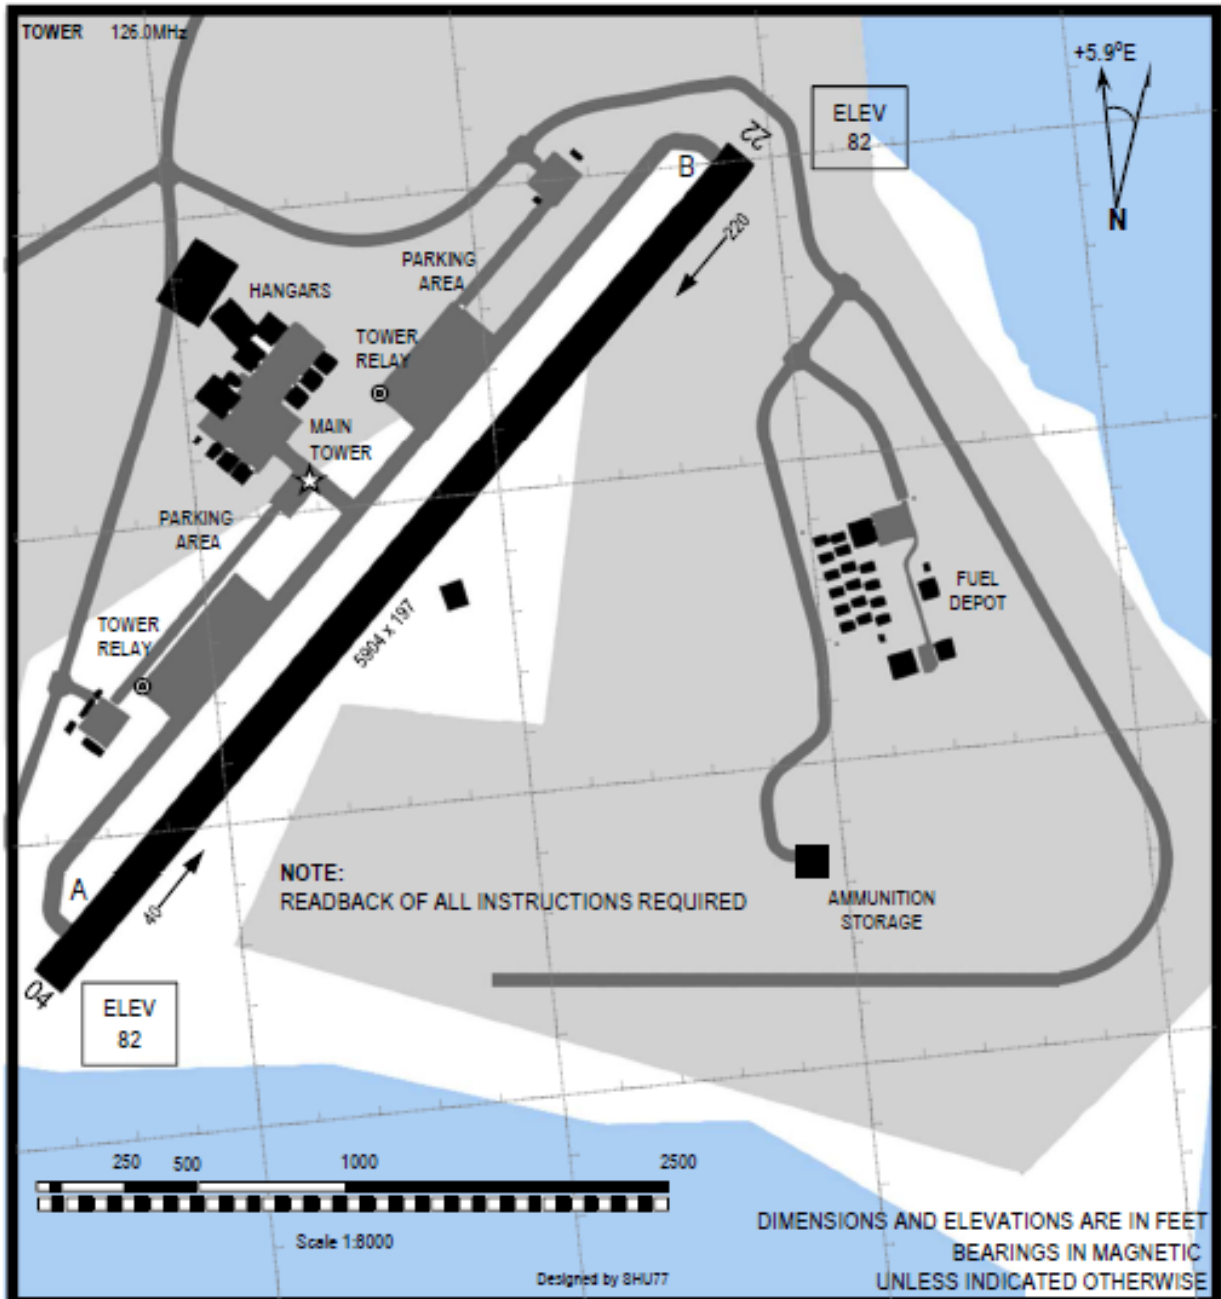 TOWER 126.0MHz
+5.9⁰E
N
22
ELEV
82
B
220
PARKING
AREA
HANGARS
TOWER
RELAY
MAIN
TOWER
PARKING
AREA
5904 x 197
FUEL
DEPOT
TOWER
RELAY
A
40
NOTE:
READBACK OF ALL INSTRUCTIONS REQUIRED
AMMUNITION
STORAGE
04
ELEV
82
250 500 1000 2500
Scale 1:8000
Designed by SHU77
DIMENSIONS AND ELEVATIONS ARE IN FEET
BEARINGS IN MAGNETIC
UNLESS INDICATED OTHERWISE